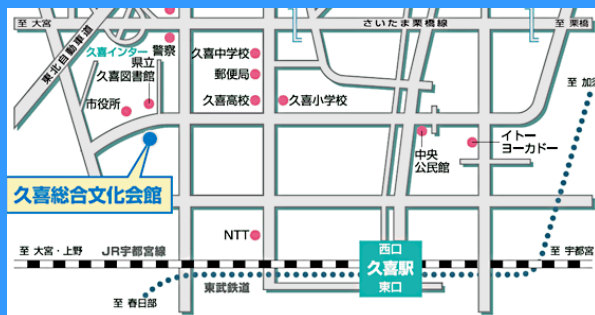 至 大宮
さいたま栗橋線
至 栗橋
東北自動車道
久喜インター
警察
県立
久喜図書館
市役所
久喜中学校
郵便局
久喜高校
久喜小学校
至 加須
中央
公民館
イトー
ヨーカドー
久喜総合文化会館
NTT
西口
久喜駅
東口
至 大宮・上野
JR宇都宮線
至 宇都宮
東武鉄道
至 春日部